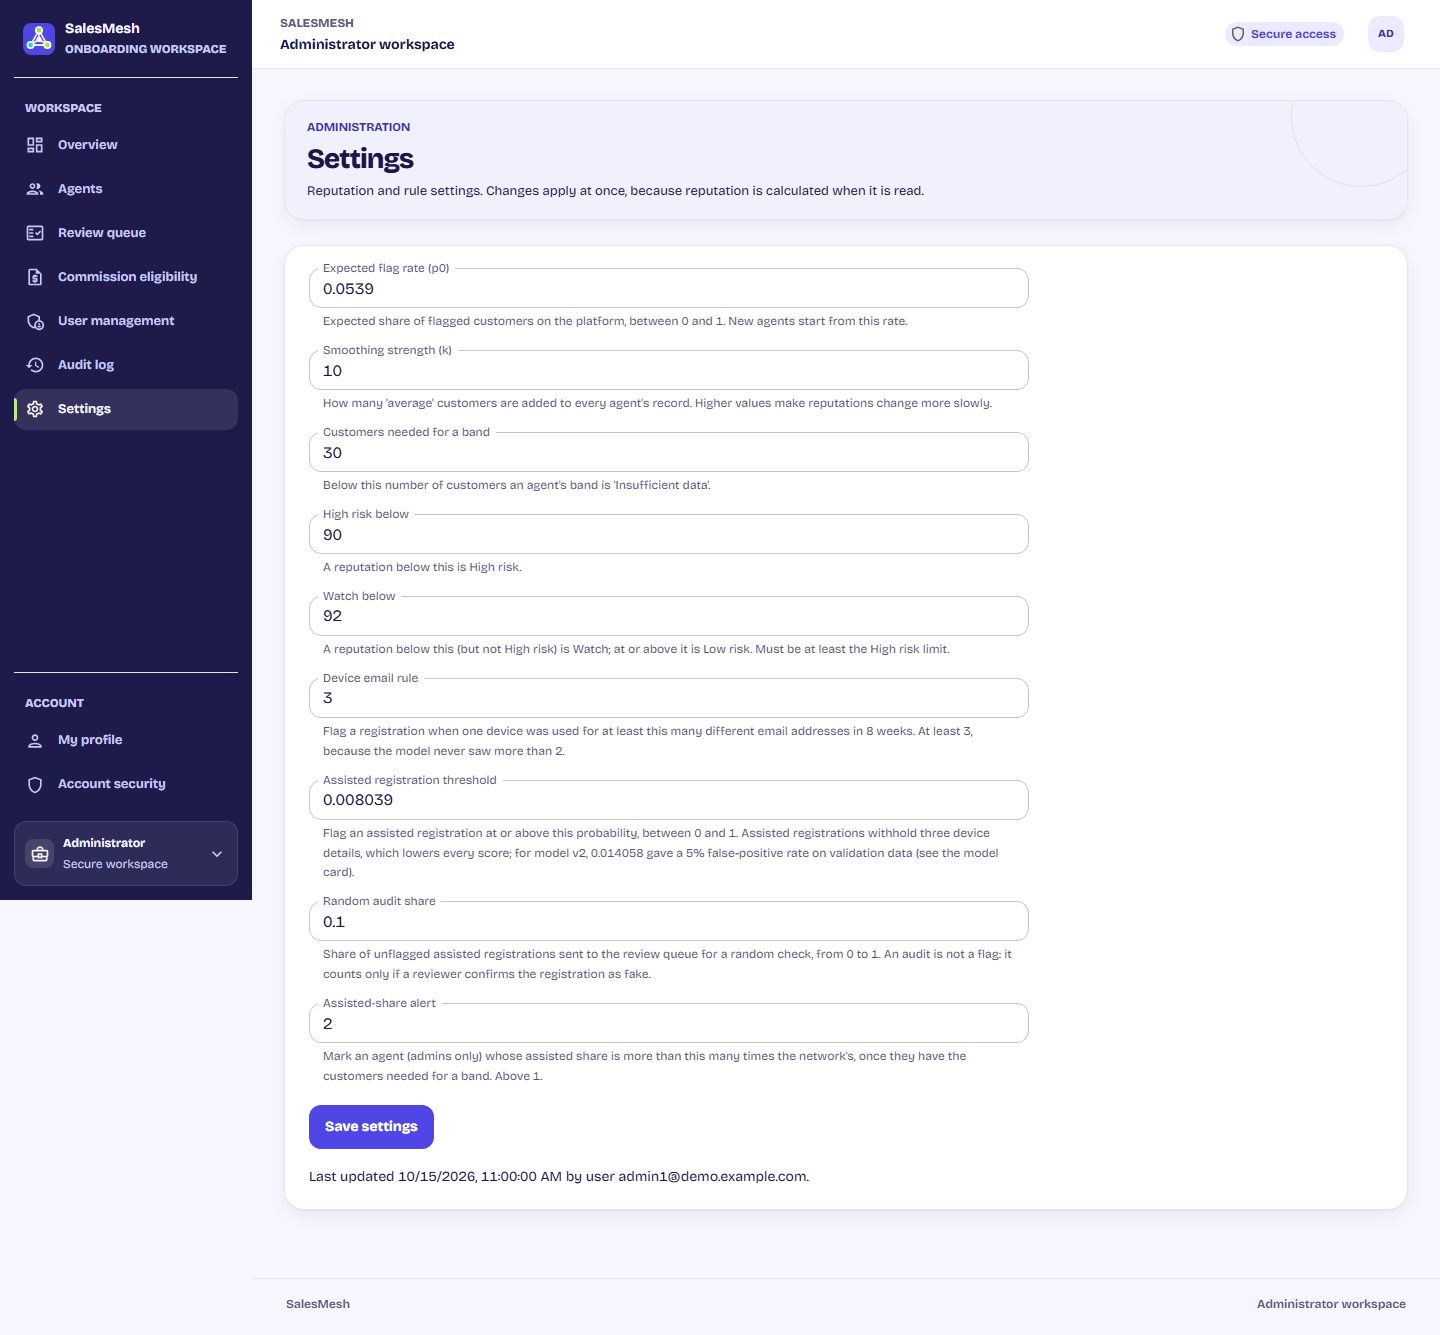 SalesMesh
ONBOARDING WORKSPACE
WORKSPACE
Overview
Agents
Review queue
Commission eligibility
User management
Audit log
Settings
ACCOUNT
My profile
Account security
Administrator
Secure workspace
SALESMESH
Administrator workspace
Secure access
AD
ADMINISTRATION
Settings
Reputation and rule settings. Changes apply at once, because reputation is calculated when it is read.
Expected flag rate (p0)
0.0539
Expected share of flagged customers on the platform, between 0 and 1. New agents start from this rate.
Smoothing strength (k)
10
How many 'average' customers are added to every agent's record. Higher values make reputations change more slowly.
Customers needed for a band
30
Below this number of customers an agent's band is 'Insufficient data'.
High risk below
90
A reputation below this is High risk.
Watch below
92
A reputation below this (but not High risk) is Watch; at or above it is Low risk. Must be at least the High risk limit.
Device email rule
3
Flag a registration when one device was used for at least this many different email addresses in 8 weeks. At least 3,
because the model never saw more than 2.
Assisted registration threshold
0.008039
Flag an assisted registration at or above this probability, between 0 and 1. Assisted registrations withhold three device
details, which lowers every score; for model v2, 0.014058 gave a 5% false-positive rate on validation data (see the model
card).
Random audit share
0.1
Share of unflagged assisted registrations sent to the review queue for a random check, from 0 to 1. An audit is not a flag: it
counts only if a reviewer confirms the registration as fake.
Assisted-share alert
2
Mark an agent (admins only) whose assisted share is more than this many times the network's, once they have the
customers needed for a band. Above 1.
Save settings
Last updated 10/15/2026, 11:00:00 AM by user admin1@demo.example.com.
SalesMesh
Administrator workspace